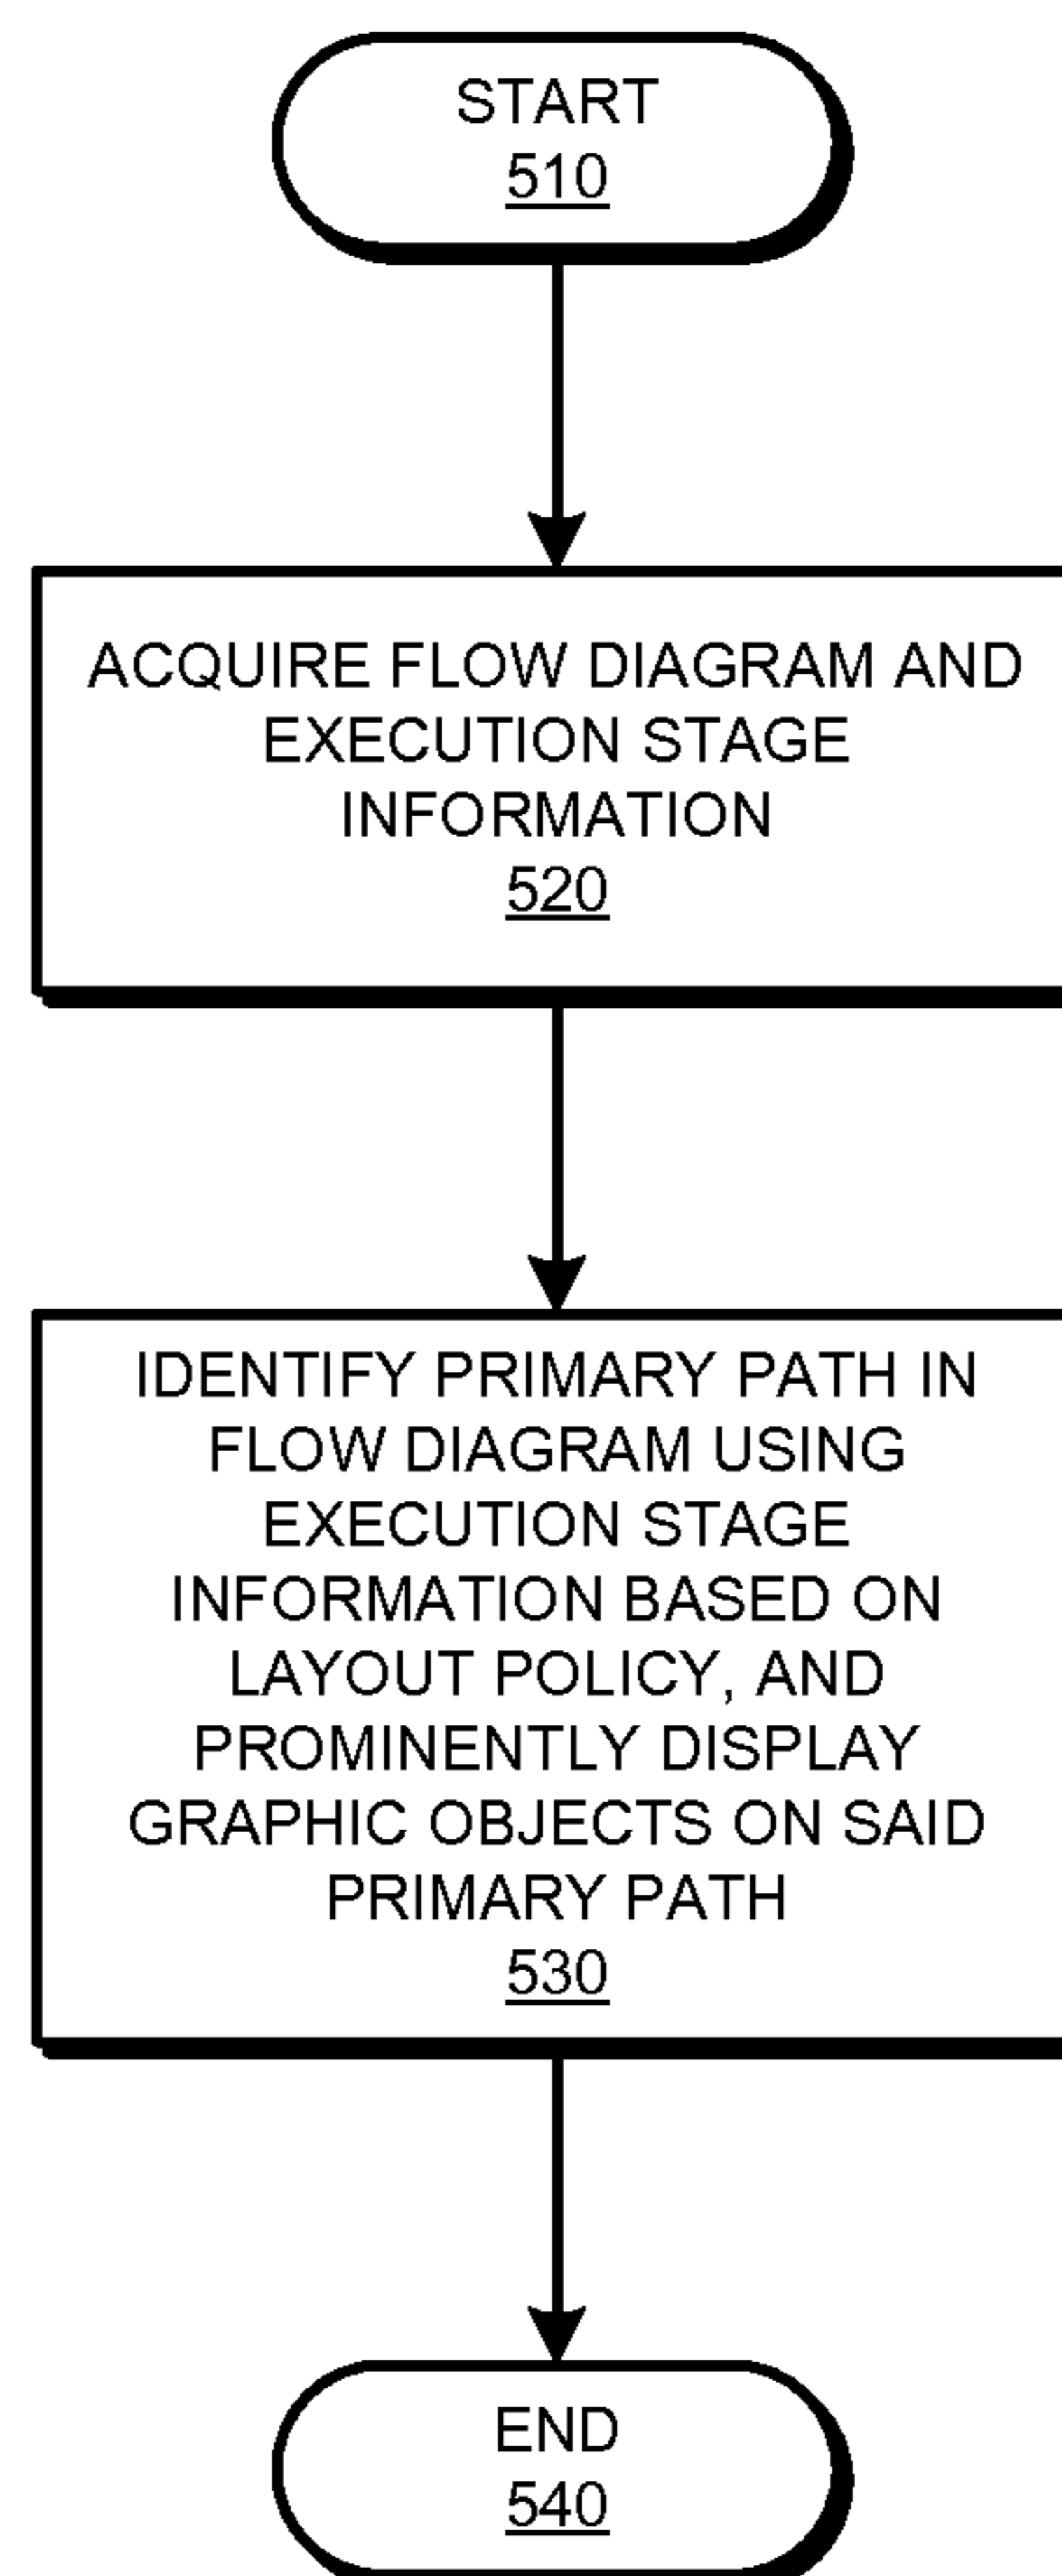 START
510
ACQUIRE FLOW DIAGRAM AND
EXECUTION STAGE
INFORMATION
520
IDENTIFY PRIMARY PATH IN
FLOW DIAGRAM USING
EXECUTION STAGE
INFORMATION BASED ON
LAYOUT POLICY, AND
PROMINENTLY DISPLAY
GRAPHIC OBJECTS ON SAID
PRIMARY PATH
530
END
540